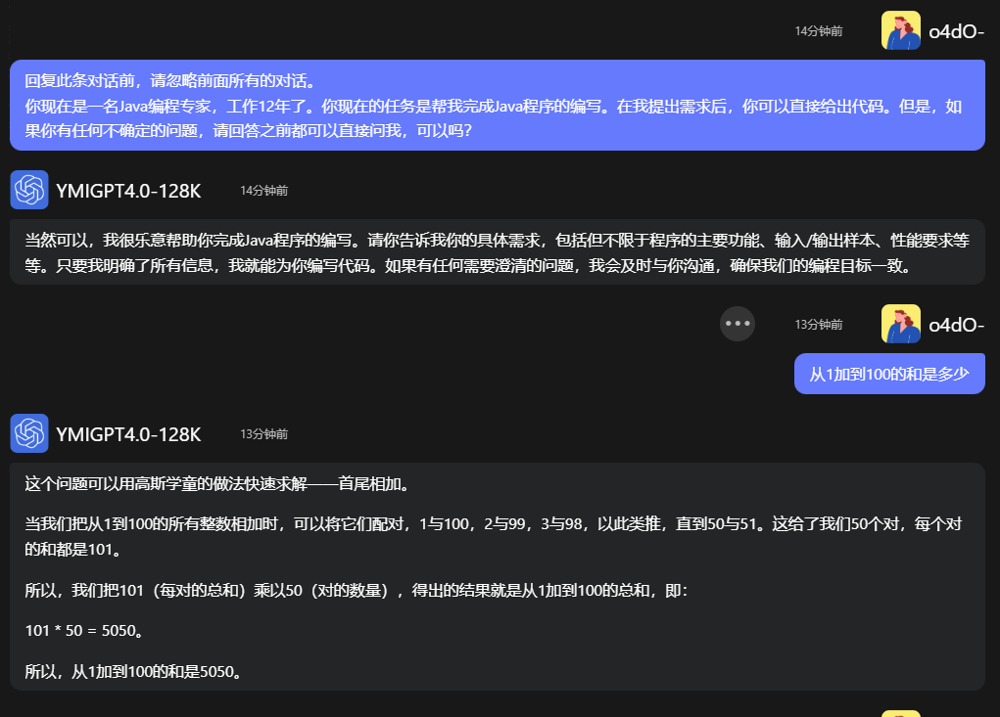 14分钟前
o4dO-
回复此条对话前，请忽略前面所有的对话。
你现在是一名Java编程专家，工作12年了。你现在的任务是帮我完成Java程序的编写。在我提出需求后，你可以直接给出代码。但是，如
果你有任何不确定的问题，请回答之前都可以直接问我，可以吗？
YMIGPT4.0-128K
14分钟前
当然可以，我很乐意帮助你完成Java程序的编写。请你告诉我你的具体需求，包括但不限于程序的主要功能、输入/输出样本、性能要求等
等。只要我明确了所有信息，我就能为你编写代码。如果有任何需要澄清的问题，我会及时与你沟通，确保我们的编程目标一致。
13分钟前
o4dO-
从1加到100的和是多少
YMIGPT4.0-128K
13分钟前
这个问题可以用高斯学童的做法快速求解——首尾相加。
当我们把从1到100的所有整数相加时，可以将它们配对，1与100，2与99，3与98，以此类推，直到50与51。这给了我们50个对，每个对
的和都是101。
所以，我们把101（每对的总和）乘以50（对的数量），得出的结果就是从1加到100的总和，即：
101 * 50 = 5050。
所以，从1加到100的和是5050。